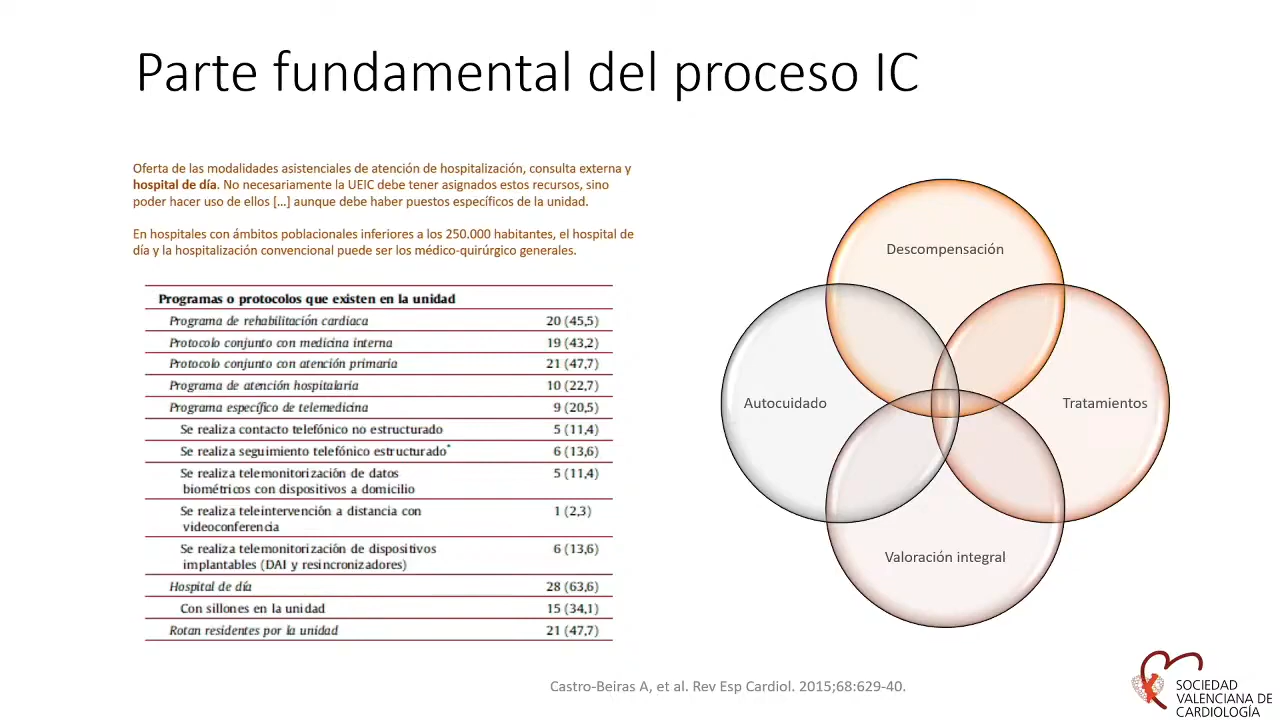 Parte fundamental del proceso IC
Oferta de las modalidades asistenciales de atención de hospitalización, consulta externa y
hospital de día. No necesariamente la UEIC debe tener asignados estos recursos, sino
poder hacer uso de ellos […] aunque debe haber puestos específicos de la unidad.
En hospitales con ámbitos poblacionales inferiores a los 250.000 habitantes, el hospital de
día y la hospitalización convencional puede ser los médico-quirúrgico generales.
Programas o protocolos que existen en la unidad
Programa de rehabilitación cardiaca 20 (45,5)
Protocolo conjunto con medicina interna 19 (43,2)
Protocolo conjunto con atención primaria 21 (47,7)
Programa de atención hospitalaria 10 (22,7)
Programa específico de telemedicina 9 (20,5)
Se realiza contacto telefónico no estructurado 5 (11,4)
Se realiza seguimiento telefónico estructurado* 6 (13,6)
Se realiza telemonitorización de datos 5 (11,4)
biométricos con dispositivos a domicilio
Se realiza teleintervención a distancia con 1 (2,3)
videoconferencia
Se realiza telemonitorización de dispositivos 6 (13,6)
implantables (DAI y resincronizadores)
Hospital de día 28 (63,6)
Con sillones en la unidad 15 (34,1)
Rotan residentes por la unidad 21 (47,7)
Descompensación
Autocuidado
Tratamientos
Valoración integral
Castro-Beiras A, et al. Rev Esp Cardiol. 2015;68:629-40.
SOCIEDAD
VALENCIANA DE
CARDIOLOGÍA